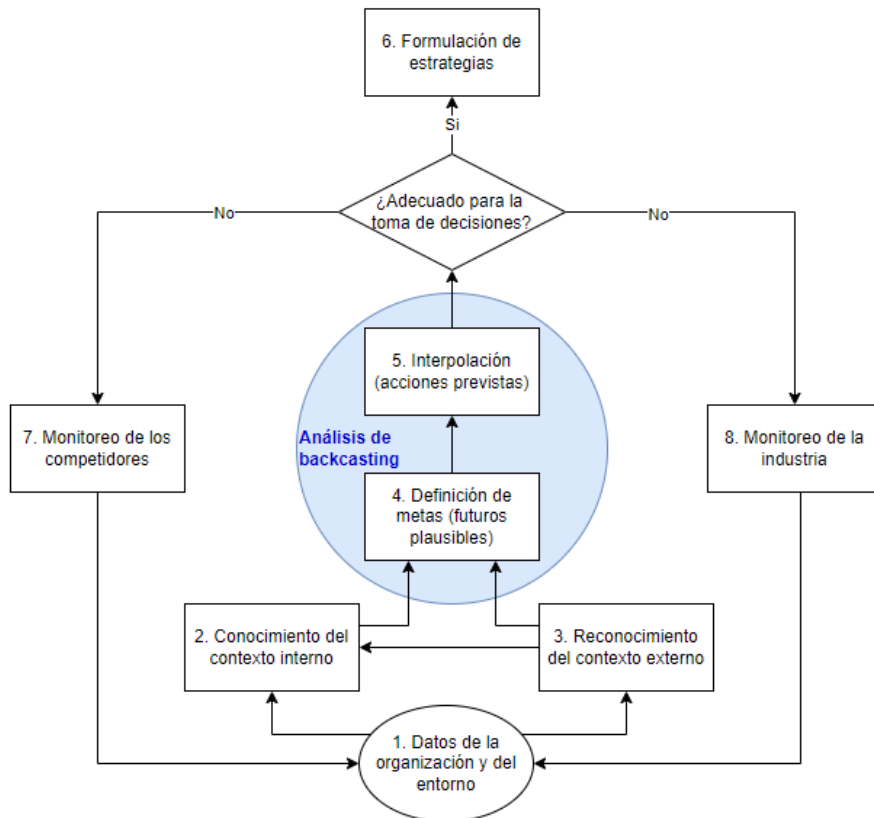 6. Formulación de
estrategias
Si
¿Adecuado para la
toma de decisiones?
No
No
5. Interpolación
(acciones previstas)
7. Monitoreo de los
competidores
Análisis de
backcasting
8. Monitoreo de la
industria
4. Definición de
metas (futuros
plausibles)
2. Conocimiento del
contexto interno
3. Reconocimiento
del contexto externo
1. Datos de la
organización y del
entorno